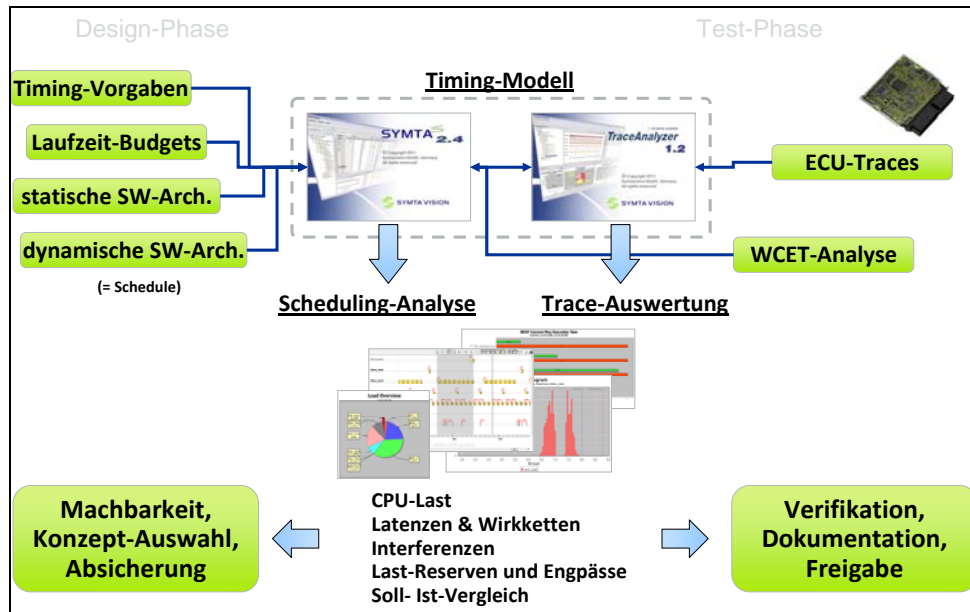 Design-Phase
Test-Phase
Timing-Modell
Timing-Vorgaben
Laufzeit-Budgets
statische SW-Arch.
dynamische SW-Arch.
(= Schedule)
SYMTA S
2.4
SYMTA VISION
TraceAnalyzer
1.2
SYMTA VISION
ECU-Traces
WCET-Analyse
Scheduling-Analyse
Trace-Auswertung
Load Overview
Machbarkeit,
Konzept-Auswahl,
Absicherung
CPU-Last
Latenzen & Wirkketten
Interferenzen
Last-Reserven und Engpässe
Soll- Ist-Vergleich
Verifikation,
Dokumentation,
Freigabe